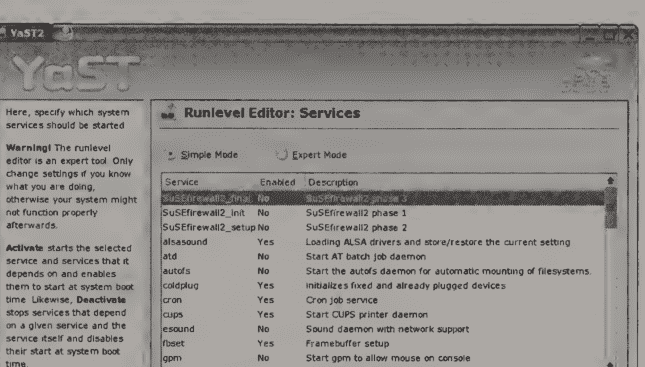 YaST2
YaST
Here, specify which system
services should be started
Warning! The runlevel
editor is an expert tool. Only
change settings if you know
what you are doing,
otherwise your system might
not function properly
afterwards.
Activate starts the selected
service and services that it
depends on and enables
them to start at system boot
time. Likewise, Deactivate
stops services that depend
on a given service and the
service itself and disables
their start at system boot
time.
Runlevel Editor: Services
Simple Mode Expert Mode
Service Enabled Description
SuSEfirewall2_final No SuSEfirewall2 phase 3
SuSEfirewall2_init No SuSEfirewall2 phase 1
SuSEfirewall2_setup No SuSEfirewall2 phase 2
alsasound Yes Loading ALSA drivers and store/restore the current setting
atd No Start AT batch job daemon
autofs No Start the autofs daemon for automatic mounting of filesystems.
coldplug Yes Initializes fixed and already plugged devices
cron Yes Cron job service
cups Yes Start CUPS printer daemon
esound No Sound daemon with network support
fbset Yes Framebuffer setup
gpm No Start gpm to allow mouse on console